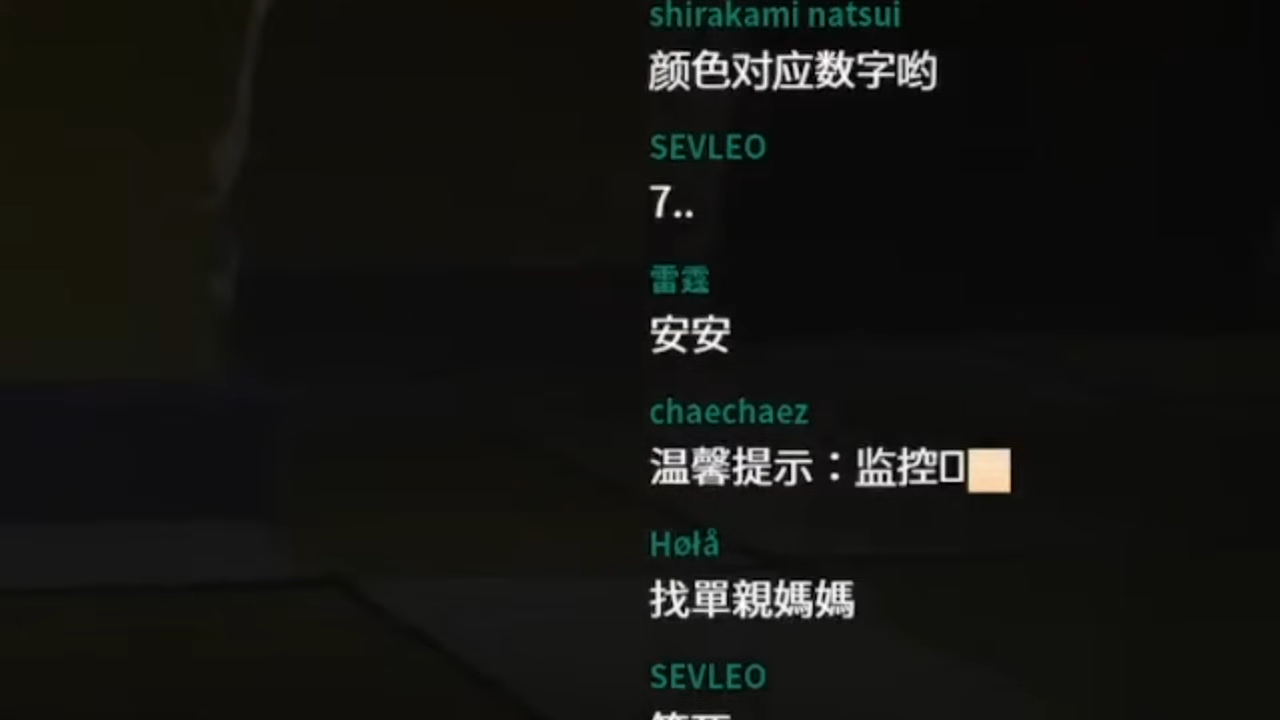 shirakami natsui
颜色对应数字哟
SEVLEO
7..
雷霆
安安
chaechaez
温馨提示：监控
Høłå
找單親媽媽
SEVLEO